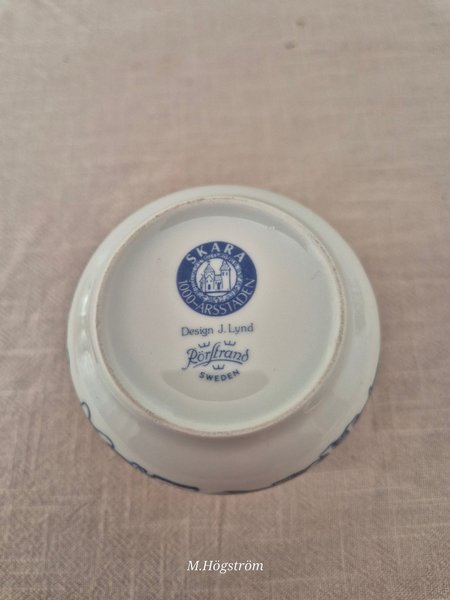 SKARA
1000-ÅRSSTADEN
Design J. Lynd
Rörstrand
SWEDEN
M.Högström